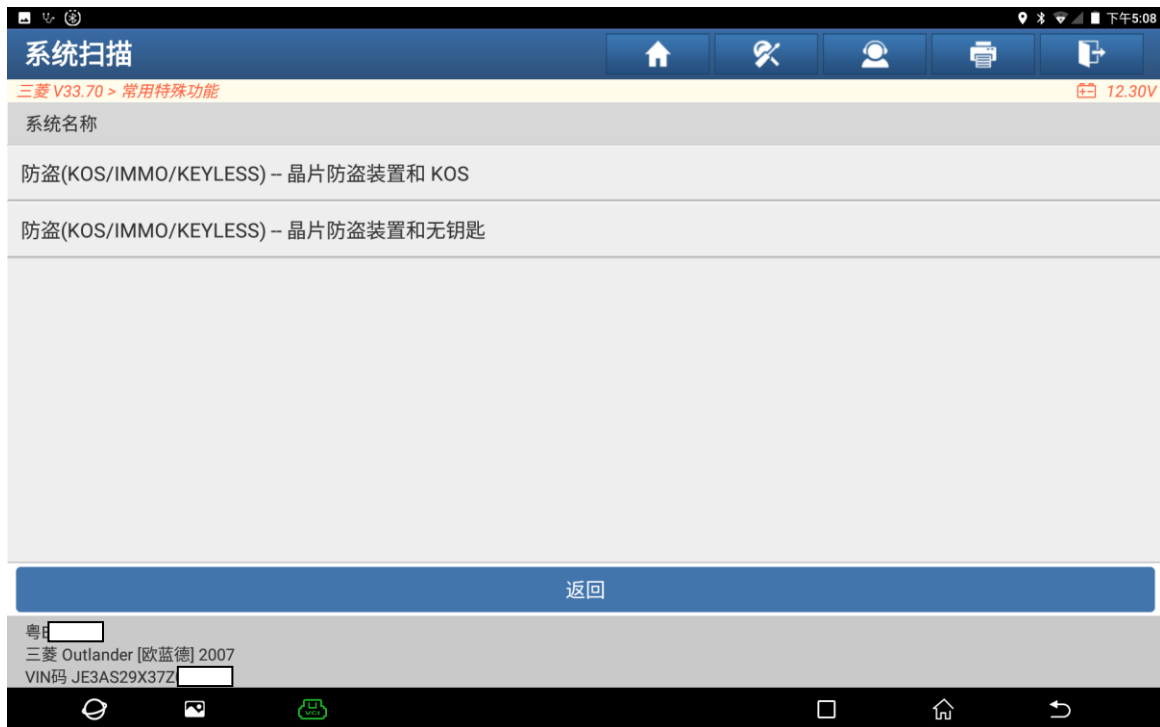 下午5:08
系统扫描
三菱 V33.70 > 常用特殊功能
12.30V
系统名称
防盗(KOS/IMMO/KEYLESS) -- 晶片防盗装置和 KOS
防盗(KOS/IMMO/KEYLESS) -- 晶片防盗装置和无钥匙
返回
粤
三菱 Outlander [欧蓝德] 2007
VIN码 JE3AS29X37Z
VCI